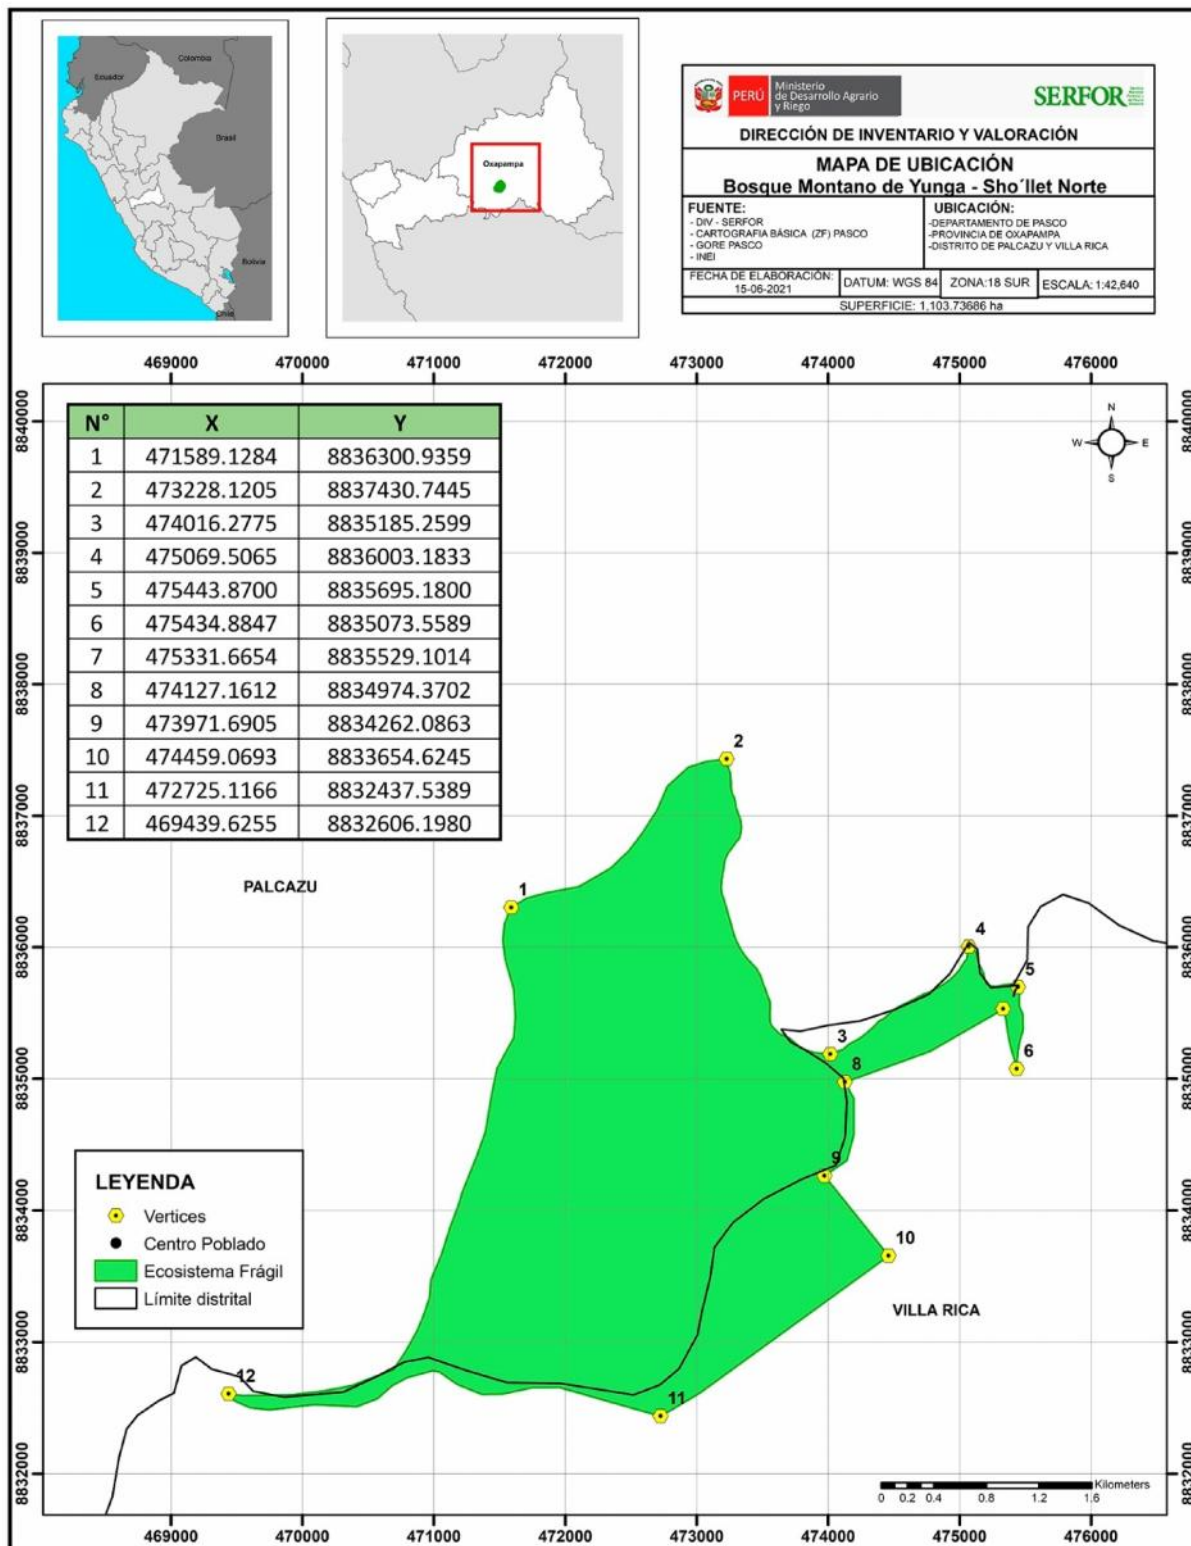 Colombia
Ecuador
Brasil
Bolivia
Chile
Oxapampa
PERÚ
Ministerio
de Desarrollo Agrario
y Riego
SERFOR
DIRECCIÓN DE INVENTARIO Y VALORACIÓN
MAPA DE UBICACIÓN
Bosque Montano de Yunga - Sho´llet Norte
FUENTE:
- DIV - SERFOR
- CARTOGRAFIA BÁSICA (ZF) PASCO
- GORE PASCO
- INEI
UBICACIÓN:
-DEPARTAMENTO DE PASCO
-PROVINCIA DE OXAPAMPA
-DISTRITO DE PALCAZU Y VILLA RICA
FECHA DE ELABORACIÓN:
15-06-2021
DATUM: WGS 84
ZONA:18 SUR
ESCALA: 1:42,640
SUPERFICIE: 1,103.73686 ha
469000 470000 471000 472000 473000 474000 475000 476000
8840000 8840000
8839000 8839000
8838000 8838000
8837000 8837000
8836000 8836000
8835000 8835000
8834000 8834000
8833000 8833000
8832000 8832000
N° X Y
1 471589.1284 8836300.9359
2 473228.1205 8837430.7445
3 474016.2775 8835185.2599
4 475069.5065 8836003.1833
5 475443.8700 8835695.1800
6 475434.8847 8835073.5589
7 475331.6654 8835529.1014
8 474127.1612 8834974.3702
9 473971.6905 8834262.0863
10 474459.0693 8833654.6245
11 472725.1166 8832437.5389
12 469439.6255 8832606.1980
N
W E
S
2
PALCAZU
1
4
5
7
3
6
8
9
10
VILLA RICA
12
11
LEYENDA
Vertices
Centro Poblado
Ecosistema Frágil
Límite distrital
Kilometers
0 0.2 0.4 0.8 1.2 1.6
469000 470000 471000 472000 473000 474000 475000 476000